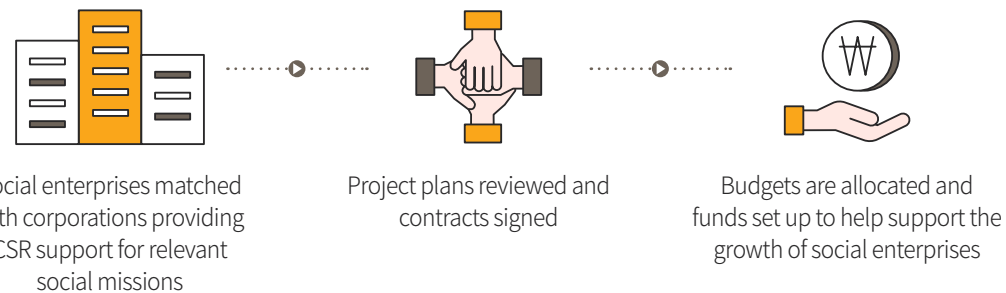 ocial enterprises matched
th corporations providing
CSR support for relevant
social missions
Project plans reviewed and
contracts signed
₩
Budgets are allocated and
funds set up to help support the
growth of social enterprises